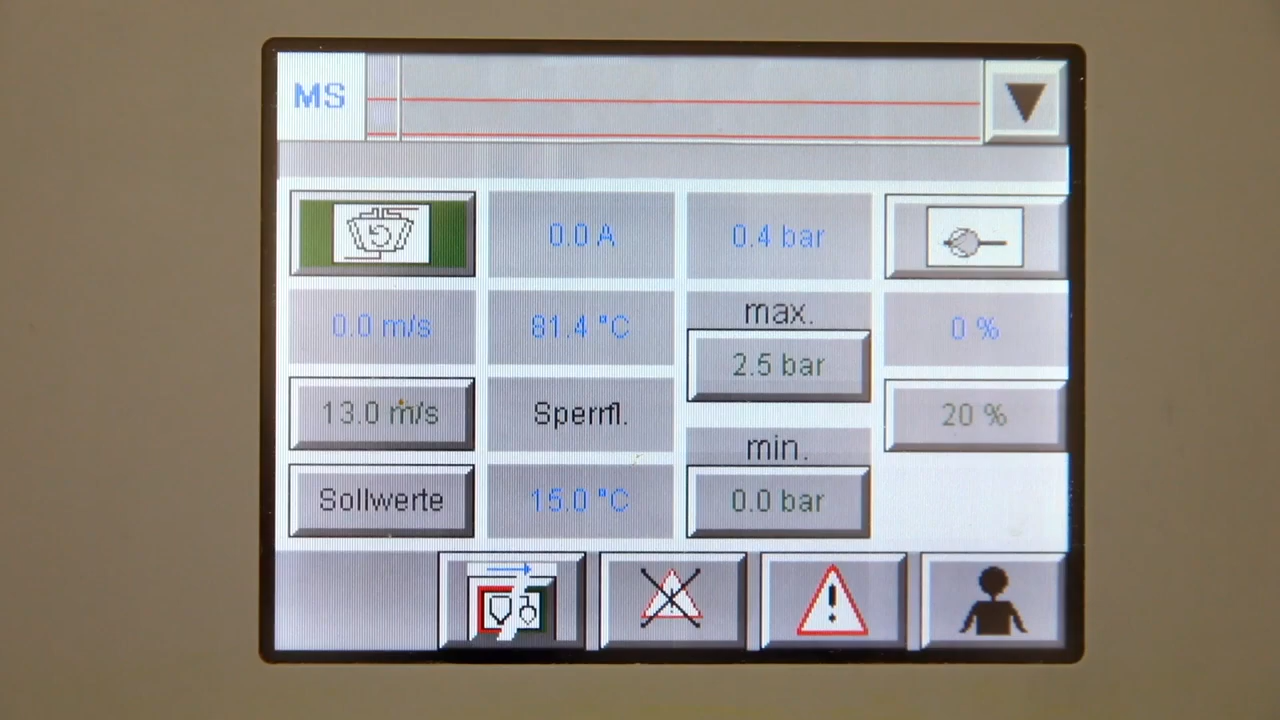 MS
0.0 A
0.4 bar
0.0 m/s
81.4 °C
max.
0 %
2.5 bar
13.0 m/s
Sperrfl.
20 %
min.
Sollwerte
15.0 °C
0.0 bar